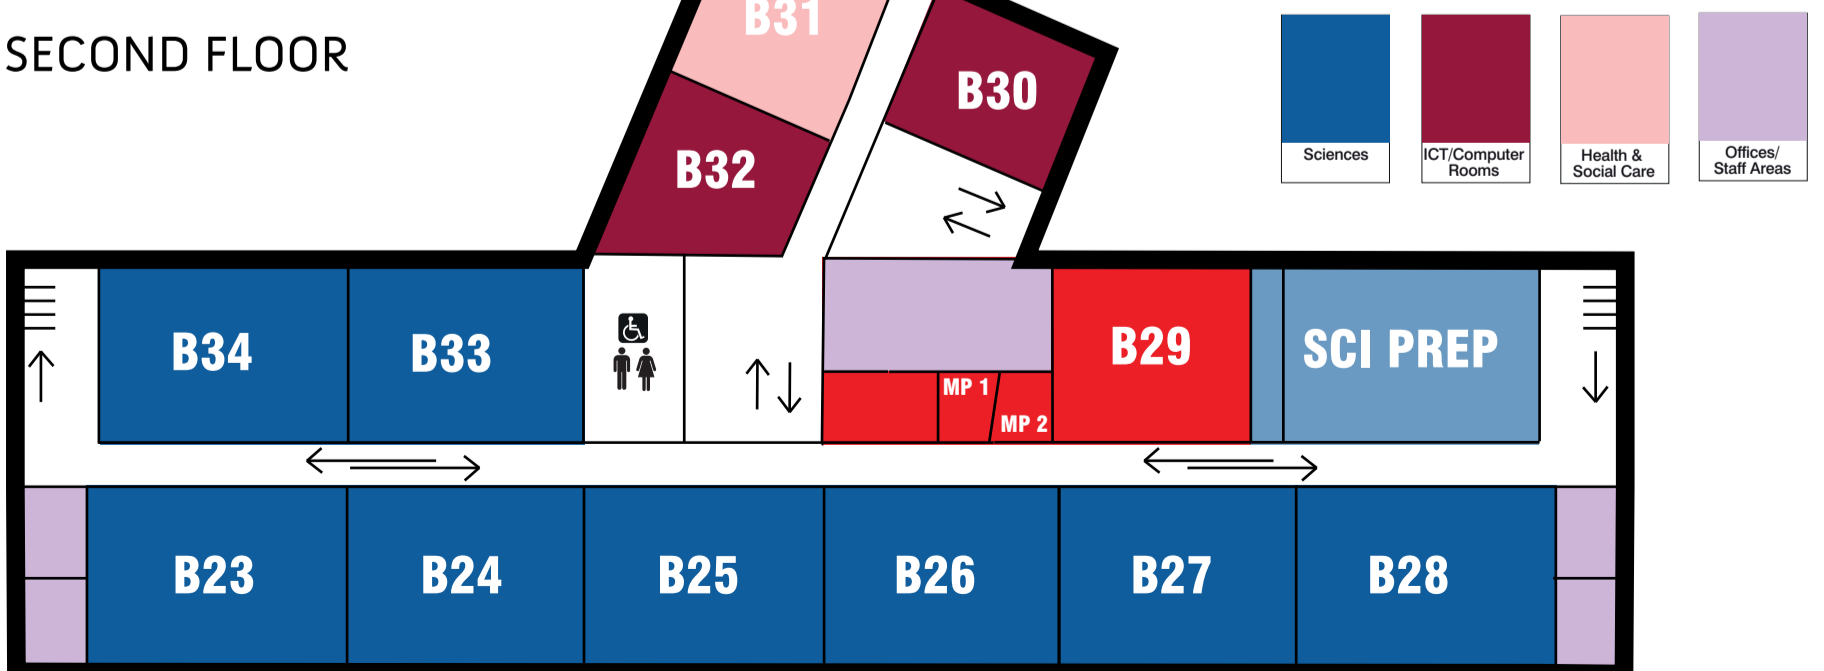 SECOND FLOOR
B31
B30
B32
Sciences
ICT/Computer
Rooms
Health &
Social Care
Offices/
Staff Areas
B34
B33
MP 1
MP 2
B29
SCI PREP
B23
B24
B25
B26
B27
B28